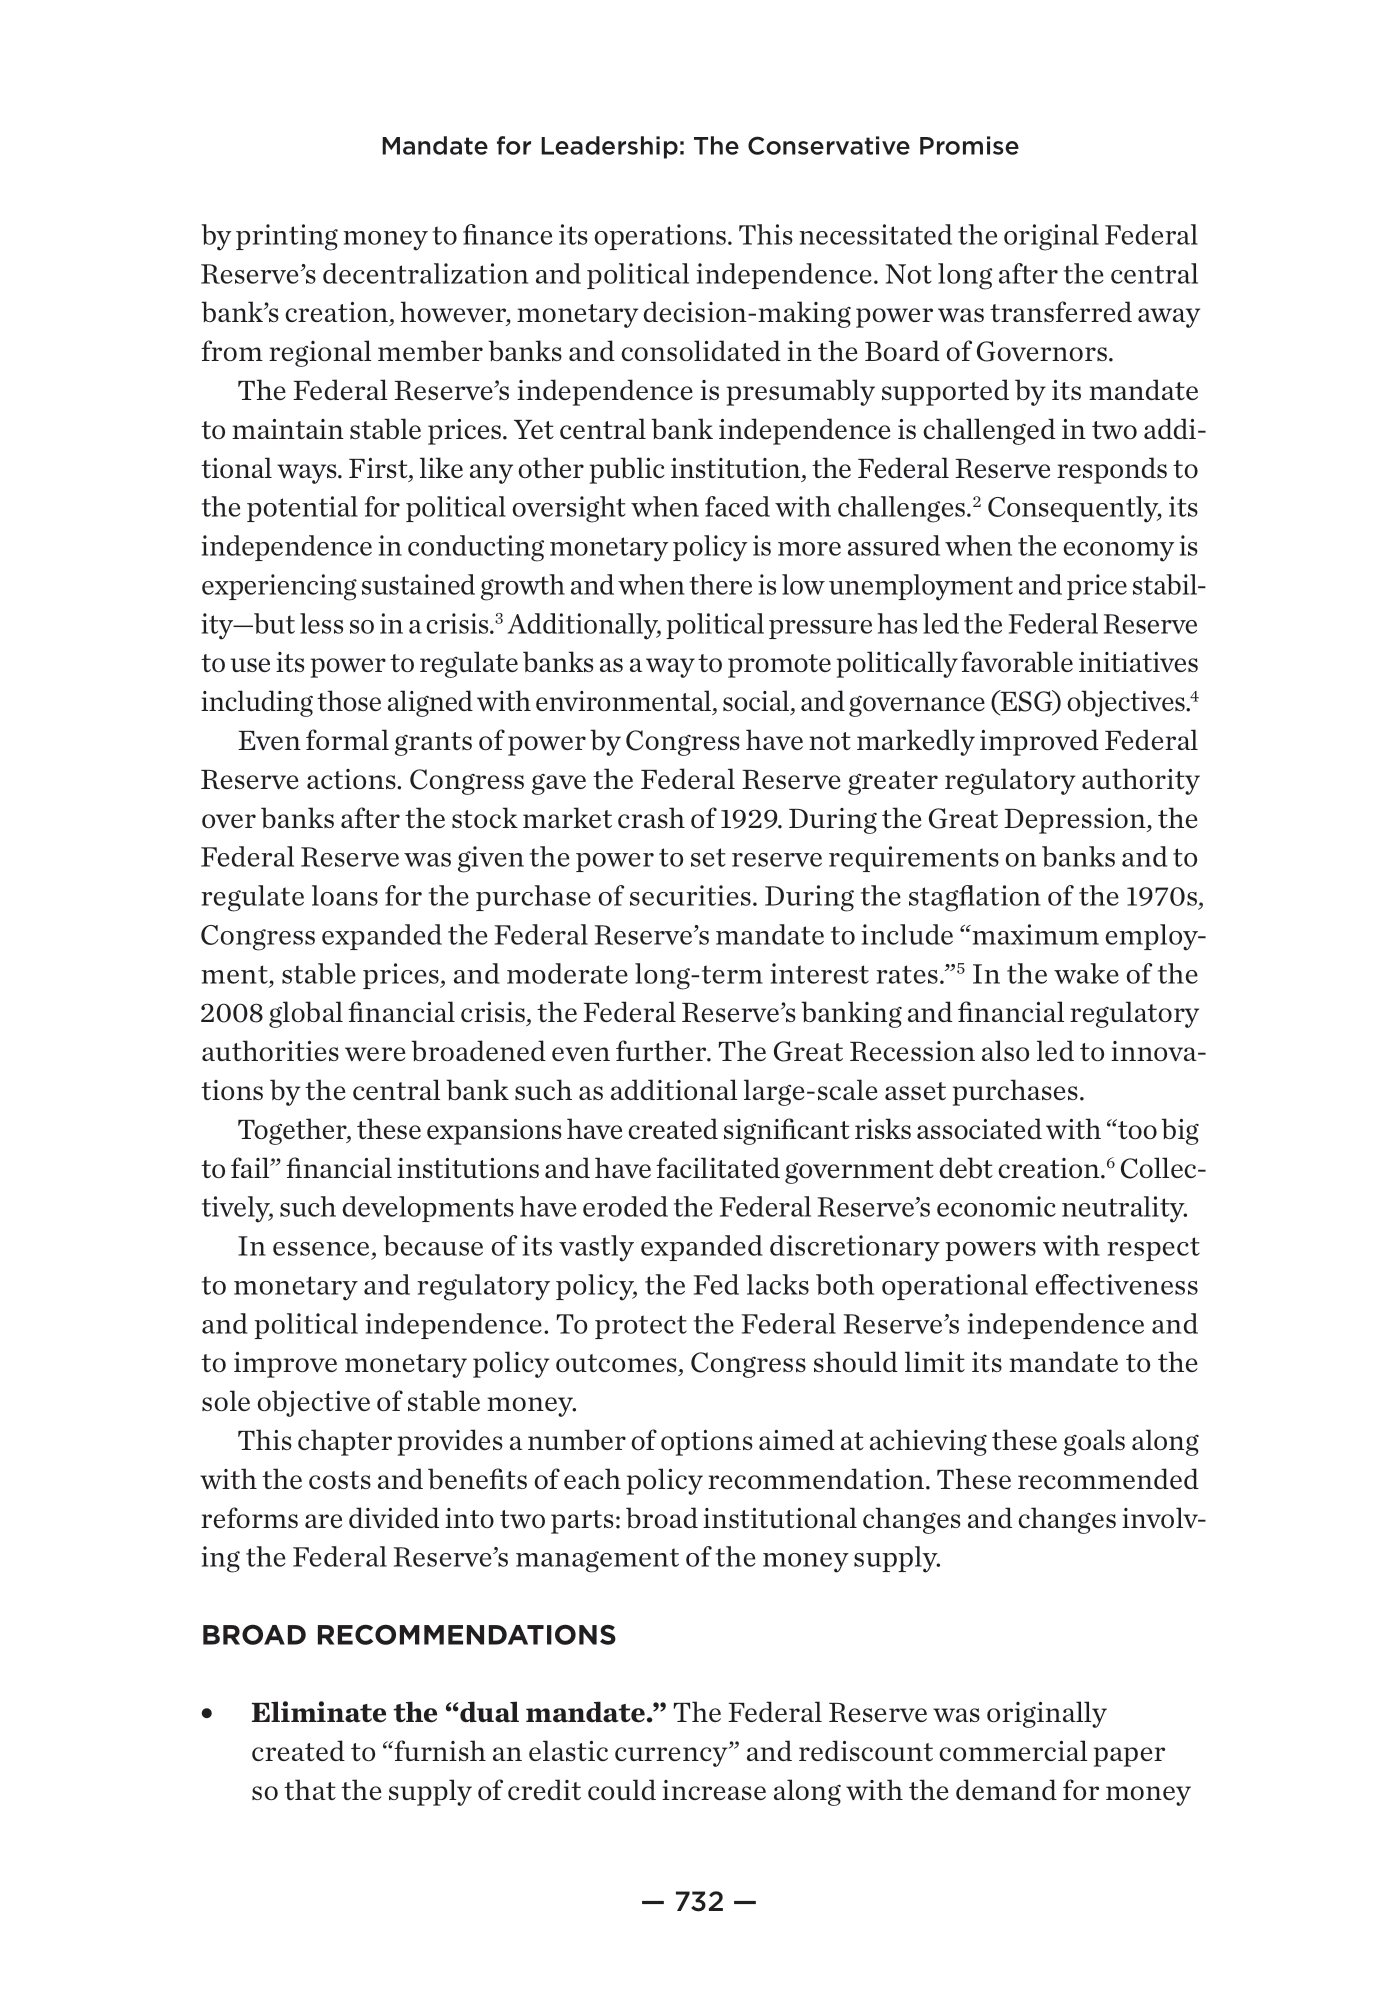 Mandate for Leadership: The Conservative Promise
by printing money to finance its operations. This necessitated the original Federal
Reserve’s decentralization and political independence. Not long after the central
bank’s creation, however, monetary decision-making power was transferred away
from regional member banks and consolidated in the Board of Governors.
The Federal Reserve’s independence is presumably supported by its mandate
to maintain stable prices. Yet central bank independence is challenged in two addi-
tional ways. First, like any other public institution, the Federal Reserve responds to
the potential for political oversight when faced with challenges.² Consequently, its
independence in conducting monetary policy is more assured when the economy is
experiencing sustained growth and when there is low unemployment and price stabil-
ity—but less so in a crisis.³ Additionally, political pressure has led the Federal Reserve
to use its power to regulate banks as a way to promote politically favorable initiatives
including those aligned with environmental, social, and governance (ESG) objectives.⁴
Even formal grants of power by Congress have not markedly improved Federal
Reserve actions. Congress gave the Federal Reserve greater regulatory authority
over banks after the stock market crash of 1929. During the Great Depression, the
Federal Reserve was given the power to set reserve requirements on banks and to
regulate loans for the purchase of securities. During the stagflation of the 1970s,
Congress expanded the Federal Reserve’s mandate to include “maximum employ-
ment, stable prices, and moderate long-term interest rates.”⁵ In the wake of the
2008 global financial crisis, the Federal Reserve’s banking and financial regulatory
authorities were broadened even further. The Great Recession also led to innova-
tions by the central bank such as additional large-scale asset purchases.
Together, these expansions have created significant risks associated with “too big
to fail” financial institutions and have facilitated government debt creation.⁶ Collec-
tively, such developments have eroded the Federal Reserve’s economic neutrality.
In essence, because of its vastly expanded discretionary powers with respect
to monetary and regulatory policy, the Fed lacks both operational effectiveness
and political independence. To protect the Federal Reserve’s independence and
to improve monetary policy outcomes, Congress should limit its mandate to the
sole objective of stable money.
This chapter provides a number of options aimed at achieving these goals along
with the costs and benefits of each policy recommendation. These recommended
reforms are divided into two parts: broad institutional changes and changes involv-
ing the Federal Reserve’s management of the money supply.
BROAD RECOMMENDATIONS
• Eliminate the “dual mandate.” The Federal Reserve was originally
created to “furnish an elastic currency” and rediscount commercial paper
so that the supply of credit could increase along with the demand for money
— 732 —